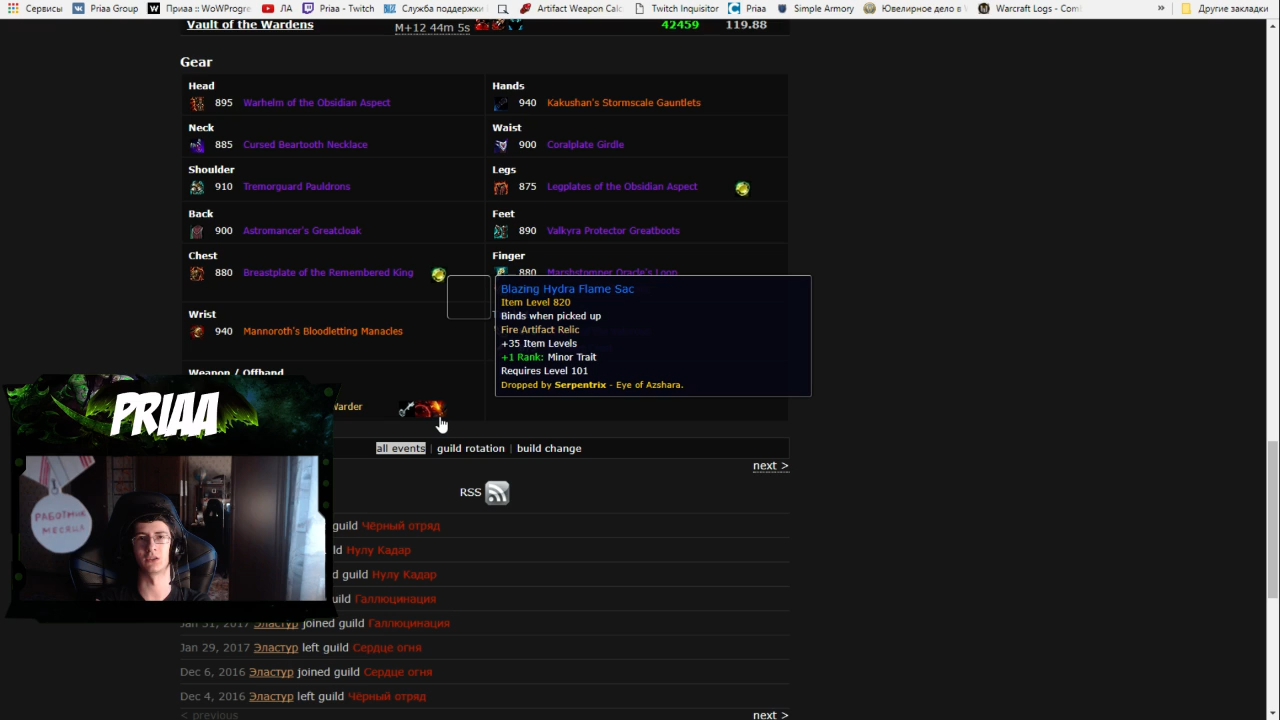 Сервисы Priaa Group Приаа :: WoWProgre Priaa - Twitch ЛА Служба поддержки Artifact Weapon Calc Twitch Inquisitor Priaa Simple Armory Ювелирное дело в Warcraft Logs - Com » Другие закладки
Vault of the Wardens M+12 44m 5s 42459 119.88
Gear
Head Hands
895 Warhelm of the Obsidian Aspect 940 Kakushan's Stormscale Gauntlets
Neck Waist
885 Cursed Beartooth Necklace 900 Coralplate Girdle
Shoulder Legs
910 Tremorguard Pauldrons 875 Legplates of the Obsidian Aspect
Back Feet
900 Astromancer's Greatcloak 890 Valkyra Protector Greatboots
Chest Finger
880 Breastplate of the Remembered King 880 Marshstomper Oracle's Loop
Blazing Hydra Flame Sac
Item Level 820
Binds when picked up
Fire Artifact Relic
+35 Item Levels
+1 Rank: Minor Trait
Requires Level 101
Dropped by Serpentrix - Eye of Azshara.
Wrist
940 Mannoroth's Bloodletting Manacles
Weapon / Offhand
Warder
PRIAA
РАБОТНИК
МЕСЯЦА
all events | guild rotation | build change
next >
RSS
guild Чёрный отряд
Нулу Кадар
guild Нулу Кадар
Галлюцинация
Jan 31, 2017 Эластур joined guild Галлюцинация
Jan 29, 2017 Эластур left guild Сердце огня
Dec 6, 2016 Эластур joined guild Сердце огня
Dec 4, 2016 Эластур left guild Чёрный отряд
< previous next >